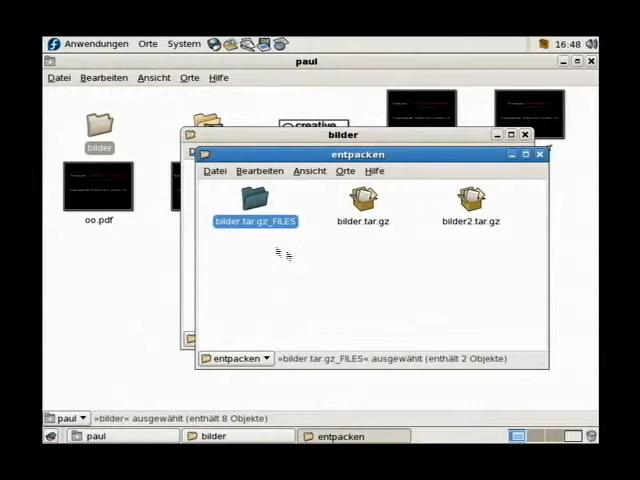 Anwendungen Orte System 16:48
paul
Datei Bearbeiten Ansicht Orte Hilfe
bilder
creative
oo.pdf
bilder
entpacken
Datei Bearbeiten Ansicht Orte Hilfe
bilder.tar.gz_FILES bilder.tar.gz bilder2.tar.gz
entpacken »bilder.tar.gz_FILES« ausgewählt (enthält 2 Objekte)
paul »bilder« ausgewählt (enthält 8 Objekte)
paul bilder entpacken